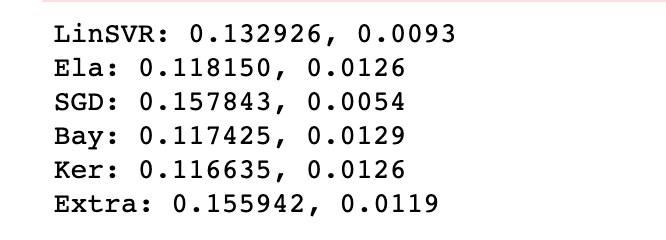 LinSVR: 0.132926, 0.0093
Ela: 0.118150, 0.0126
SGD: 0.157843, 0.0054
Bay: 0.117425, 0.0129
Ker: 0.116635, 0.0126
Extra: 0.155942, 0.0119